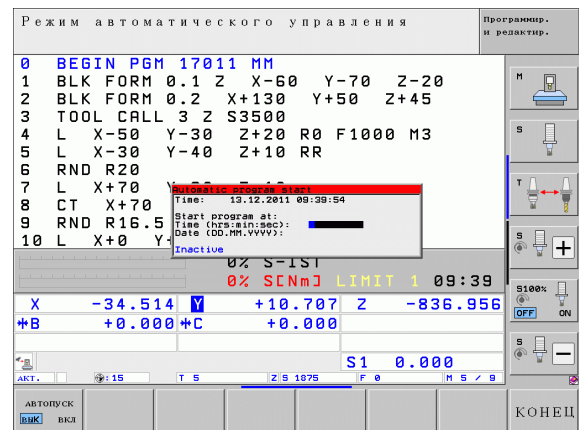 Режим автоматического управления
Программир.
и редактир.
0 BEGIN PGM 17011 MM
1 BLK FORM 0.1 Z X-60 Y-70 Z-20
2 BLK FORM 0.2 X+130 Y+50 Z+45
3 TOOL CALL 3 Z S3500
4 L X-50 Y-30 Z+20 R0 F1000 M3
5 L X-30 Y-40 Z+10 RR
6 RND R20
7 L X+70
8 CT X+70
9 RND R16.5
10 L X+0 Y+
Automatic program start
Time: 13.12.2011 09:39:54
Start program at:
Time (hrs:min:sec):
Date (DD.MM.YYYY):
Inactive
0% S-IST
0% S[Nm] LIMIT 1 09:39
X -34.514 Y +10.707 Z -836.956
B +0.000 C +0.000
S1 0.000
АКТ. : 15 T 5 Z S 1875 F 0 M 5 / 9
M
S
T
S
S100%
OFF ON
S
АВТОПУСК
ВЫК ВКЛ
КОНЕЦ